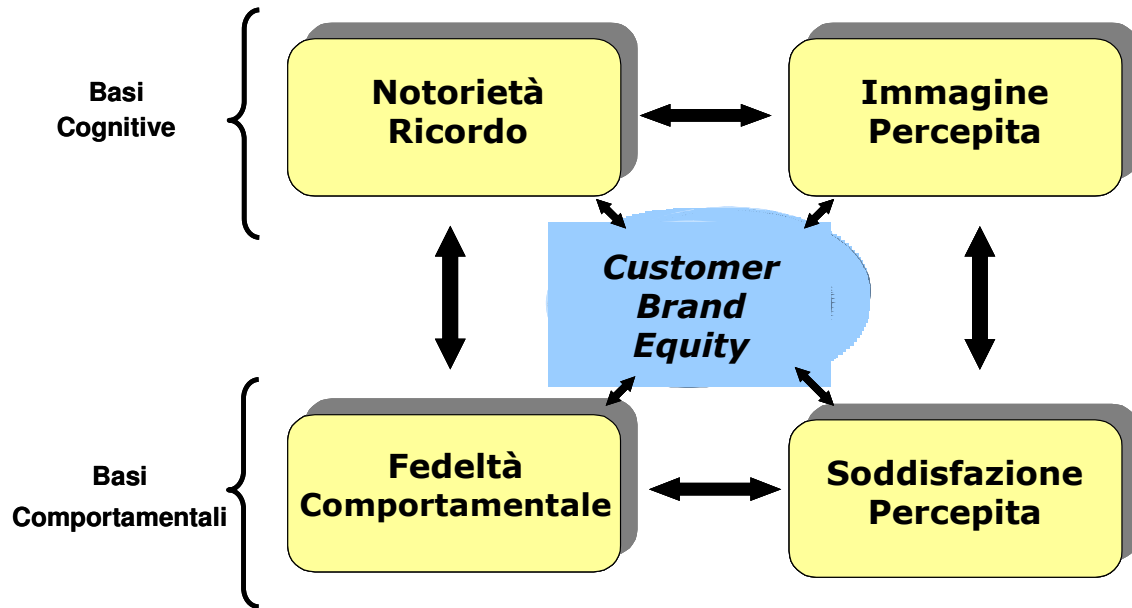 Basi
Cognitive
Notorietà
Ricordo
Immagine
Percepita
Customer
Brand
Equity
Basi
Comportamentali
Fedeltà
Comportamentale
Soddisfazione
Percepita